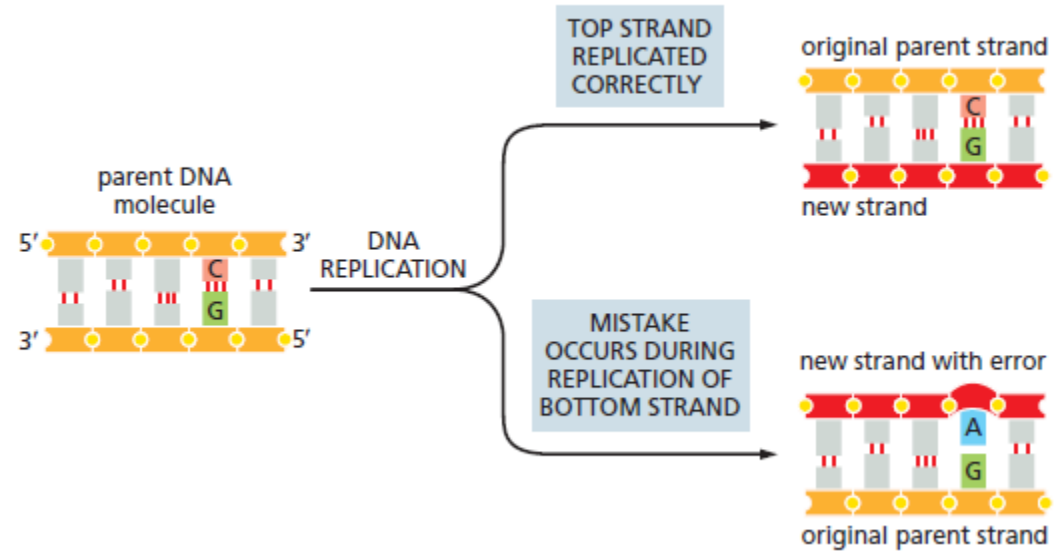 parent DNA
molecule
5′
3′
C
G
3′
5′
DNA
REPLICATION
TOP STRAND
REPLICATED
CORRECTLY
original parent strand
C
G
new strand
MISTAKE
OCCURS DURING
REPLICATION OF
BOTTOM STRAND
new strand with error
A
G
original parent strand